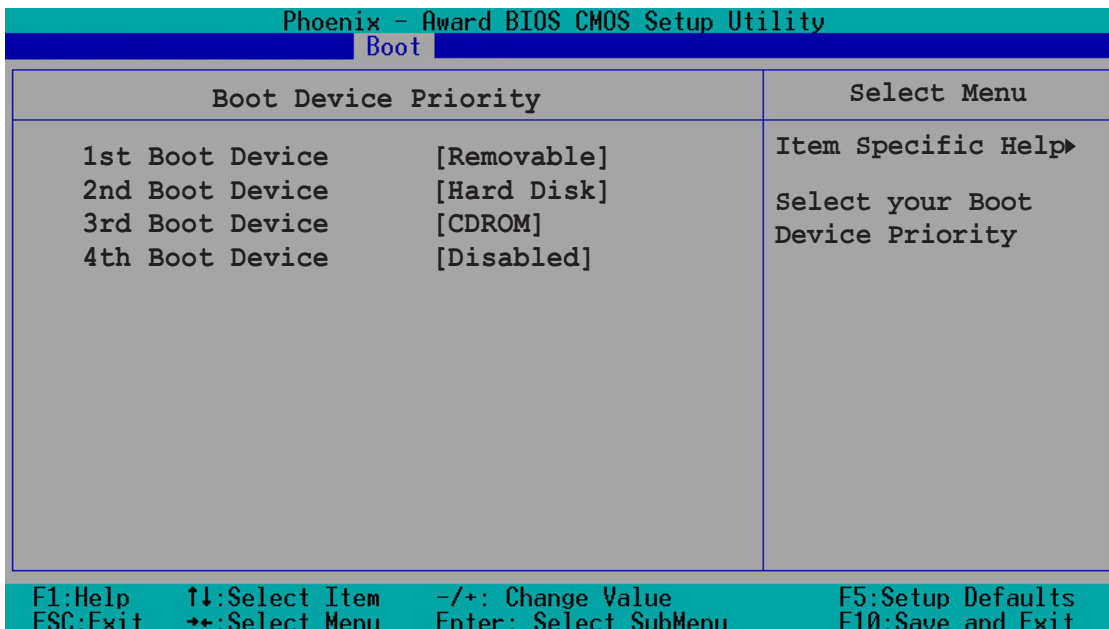 Phoenix - Award BIOS CMOS Setup Utility
Boot
Boot Device Priority
Select Menu
1st Boot Device [Removable]
2nd Boot Device [Hard Disk]
3rd Boot Device [CDROM]
4th Boot Device [Disabled]
Item Specific Help▶
Select your Boot
Device Priority
F1:Help ↑↓:Select Item -/+: Change Value F5:Setup Defaults
ESC:Exit →←:Select Menu Enter: Select SubMenu F10:Save and Exit